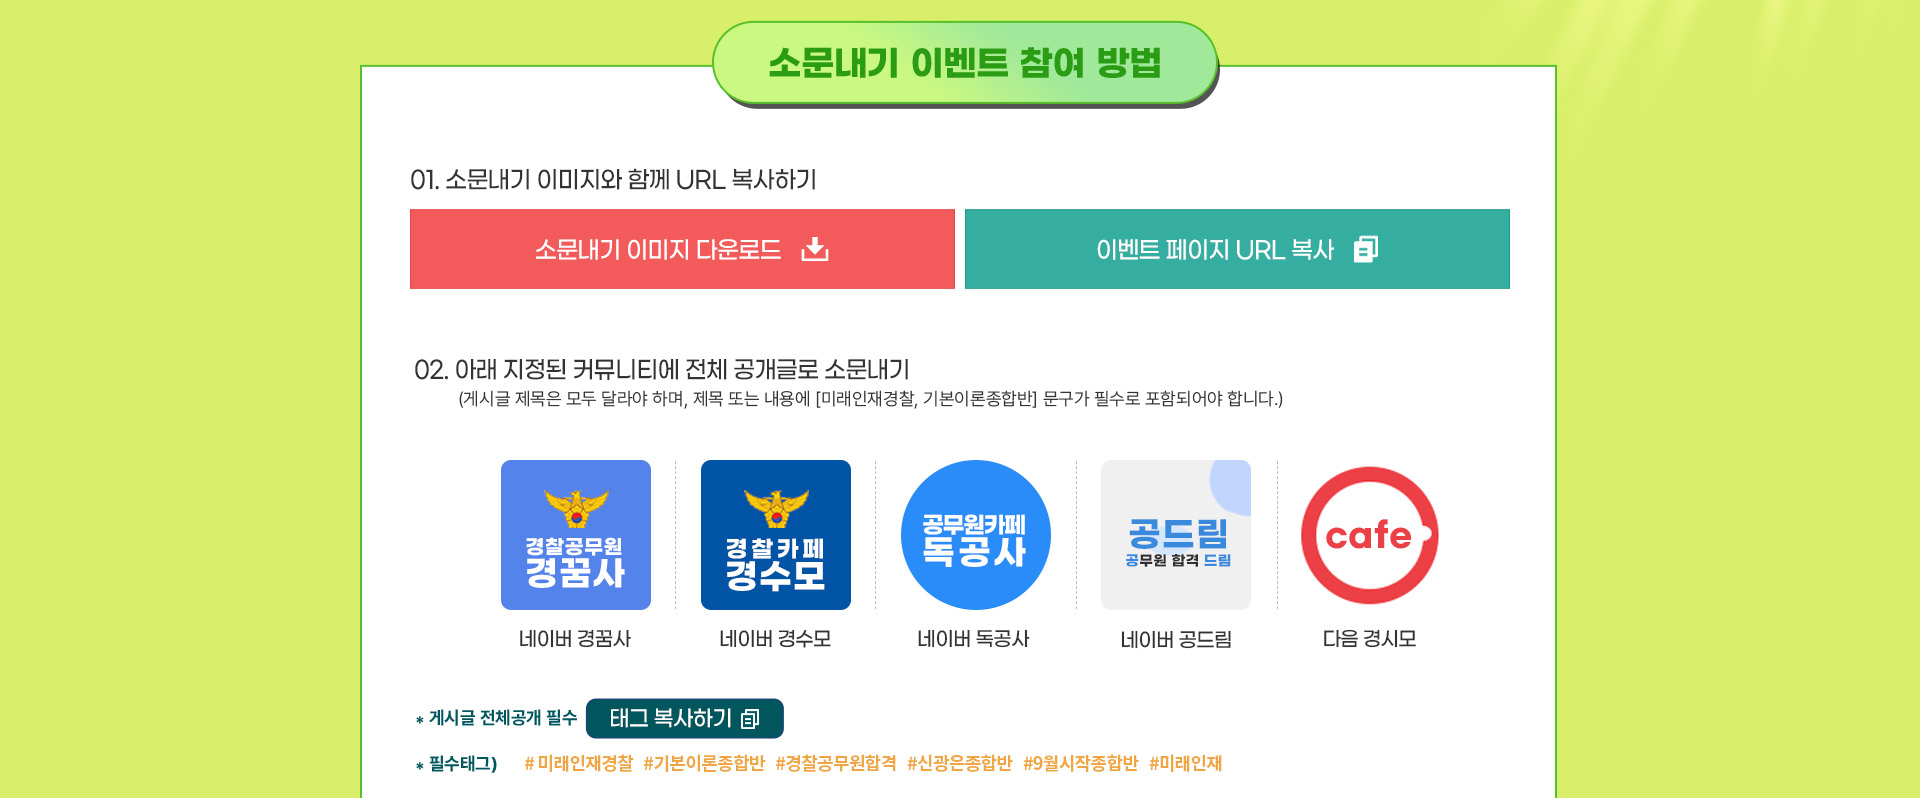 소문내기 이벤트 참여 방법
01. 소문내기 이미지와 함께 URL 복사하기
소문내기 이미지 다운로드
이벤트 페이지 URL 복사
02. 아래 지정된 커뮤니티에 전체 공개글로 소문내기
(게시글 제목은 모두 달라야 하며, 제목 또는 내용에 [미래인재경찰, 기본이론종합반] 문구가 필수로 포함되어야 합니다.)
경찰공무원
경꿈사
경찰카페
경수모
공무원카페
독공사
공드림
공무원 합격 드림
cafe
네이버 경꿈사
네이버 경수모
네이버 독공사
네이버 공드림
다음 경시모
* 게시글 전체공개 필수
태그 복사하기
* 필수태그) # 미래인재경찰 #기본이론종합반 #경찰공무원합격 #신광은종합반 #9월시작종합반 #미래인재